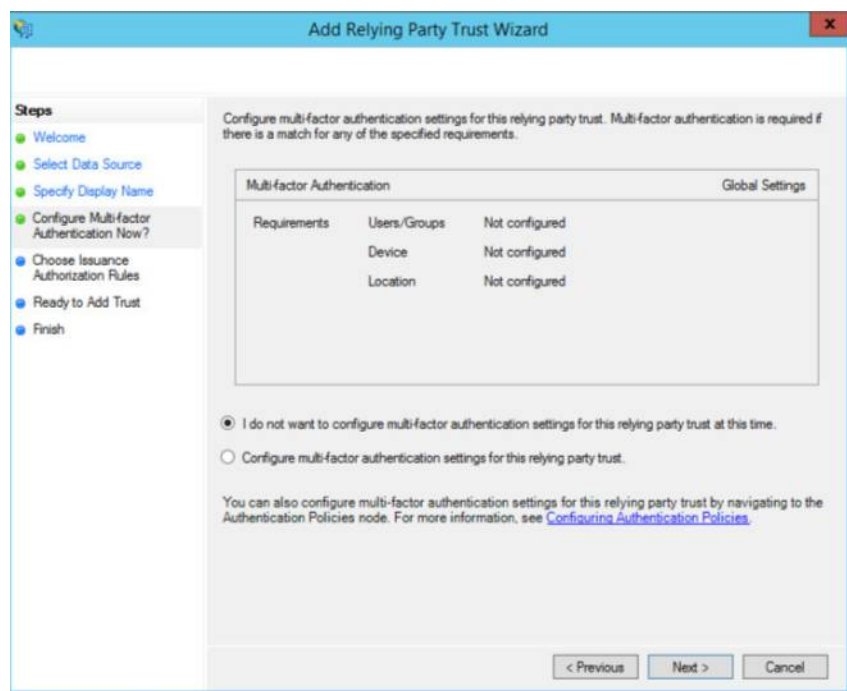 Add Relying Party Trust Wizard
x
Steps
Welcome
Select Data Source
Specify Display Name
Configure Multi-factor
Authentication Now?
Choose Issuance
Authorization Rules
Ready to Add Trust
Finish
Configure multi-factor authentication settings for this relying party trust. Multi-factor authentication is required if
there is a match for any of the specified requirements.
Multi-factor Authentication Global Settings
Requirements Users/Groups Not configured
Device Not configured
Location Not configured
I do not want to configure multi-factor authentication settings for this relying party trust at this time.
Configure multi-factor authentication settings for this relying party trust.
You can also configure multi-factor authentication settings for this relying party trust by navigating to the
Authentication Policies node. For more information, see Configuring Authentication Policies.
< Previous Next > Cancel